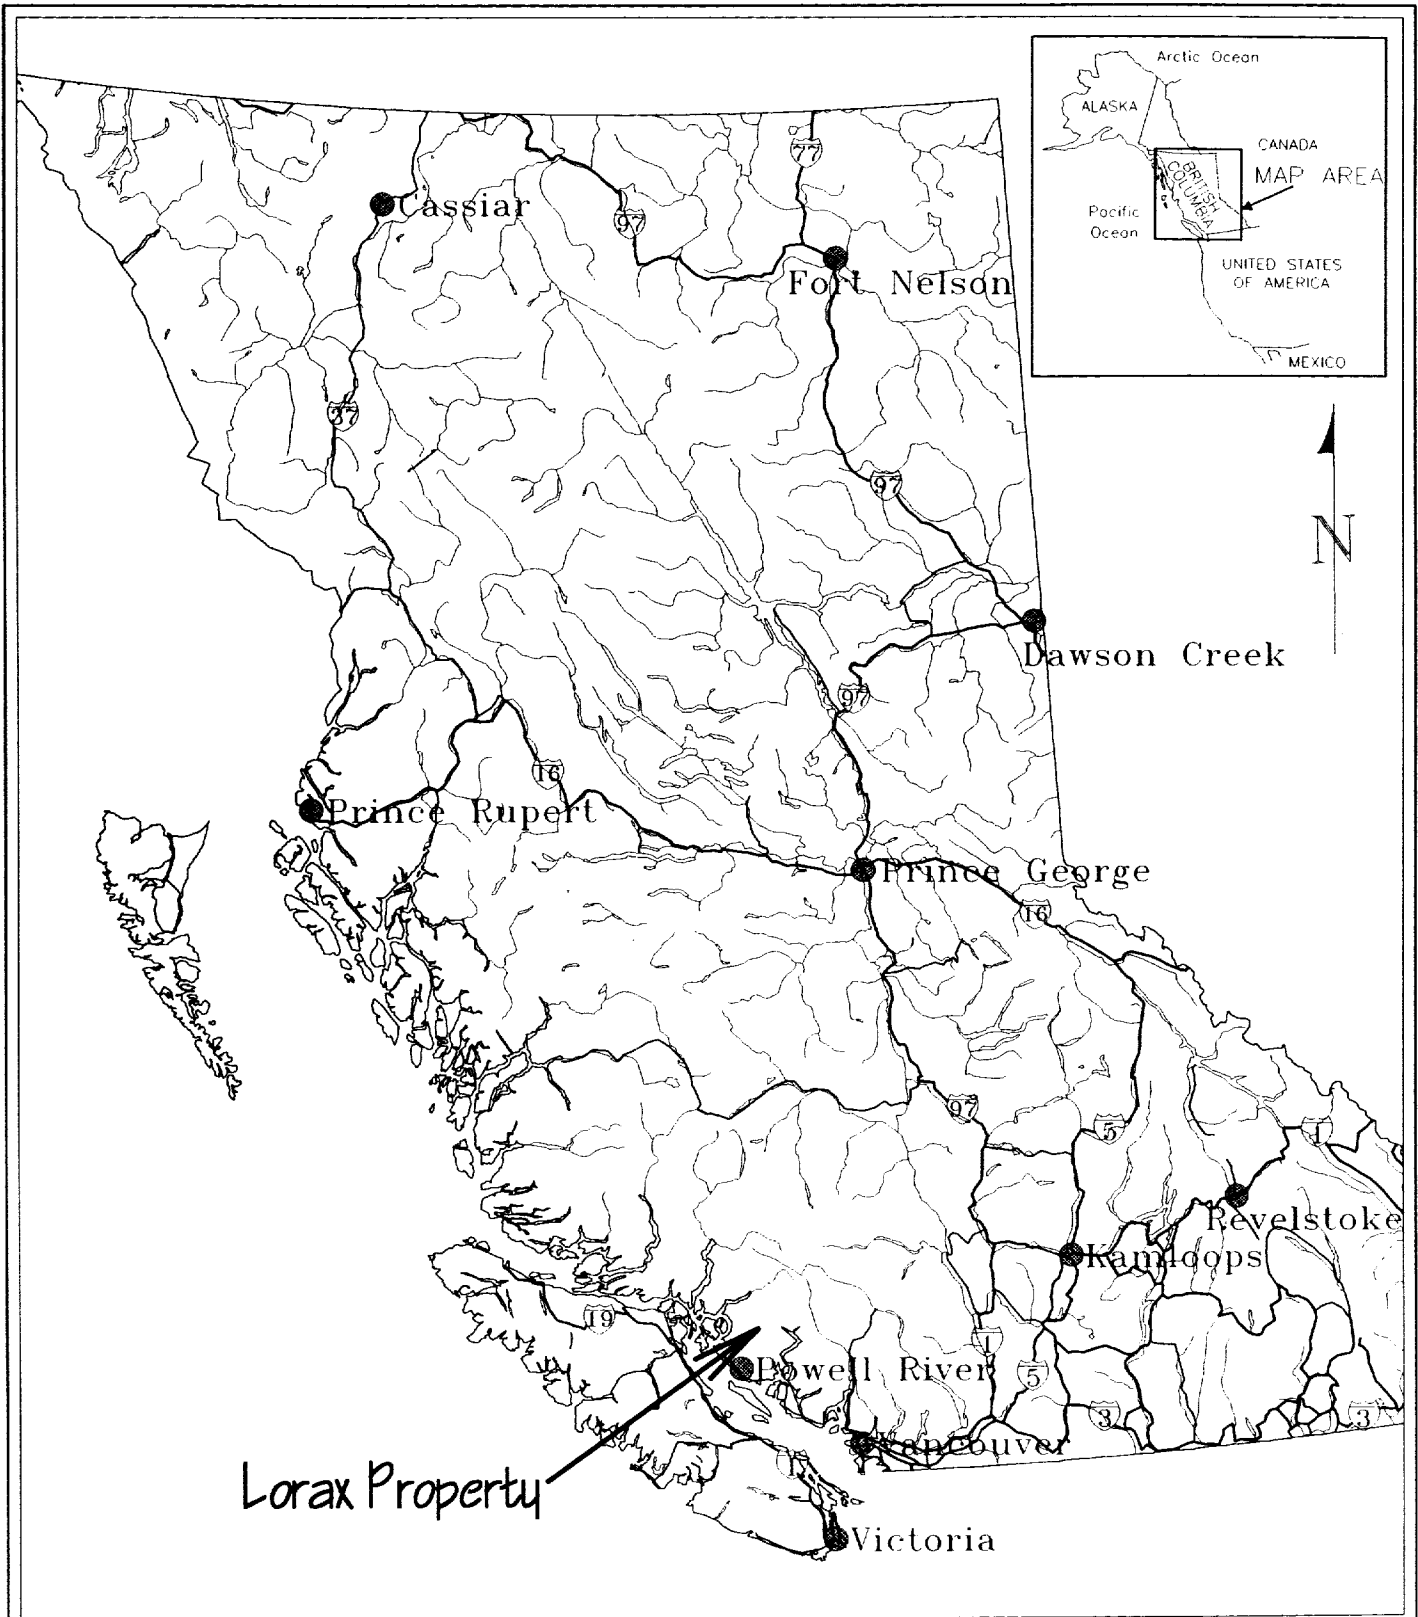 Arctic Ocean
ALASKA
CANADA
MAP AREA
BRITISH
COLUMBIA
Pacific
Ocean
UNITED STATES
OF AMERICA
MEXICO
77
Cassiar
97
Fort Nelson
37
N
97
Dawson Creek
97
16
Prince Rupert
Prince George
16
97
5
1
Revelstoke
Kamloops
19
1
Powell River
5
3
3
Vancouver
1
Lorax Property
Victoria